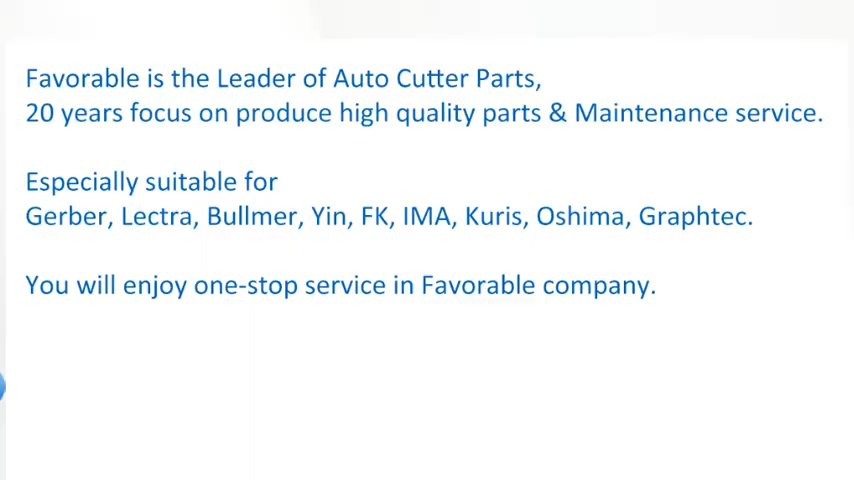 Favorable is the Leader of Auto Cutter Parts,
20 years focus on produce high quality parts & Maintenance service.
Especially suitable for
Gerber, Lectra, Bullmer, Yin, FK, IMA, Kuris, Oshima, Graphtec.
You will enjoy one-stop service in Favorable company.